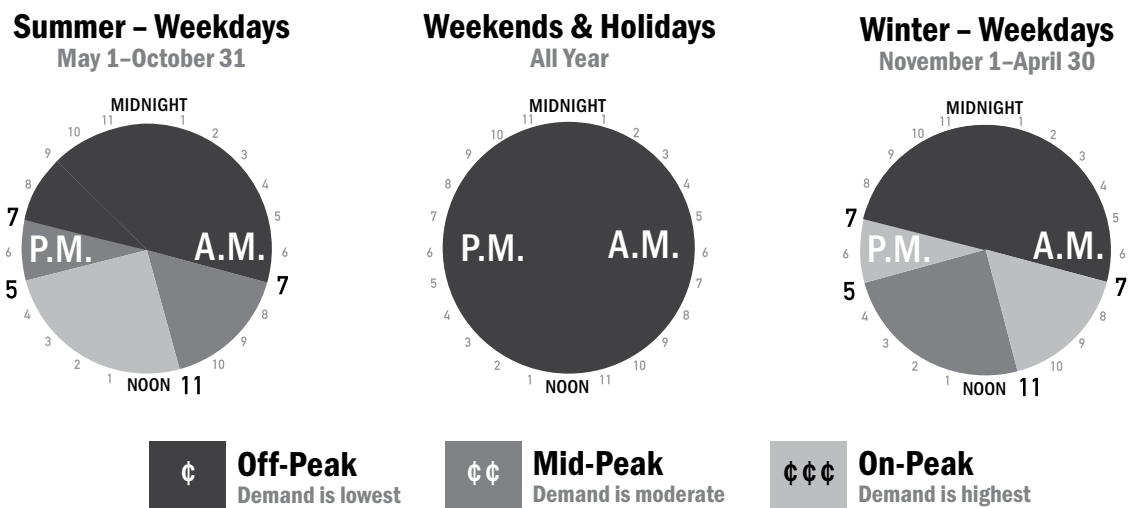 Summer – Weekdays
May 1–October 31
MIDNIGHT
1
2
3
4
5
6
7
8
9
10
11
NOON
1
2
3
4
5
6
7
8
9
10
11
P.M.
A.M.
Weekends & Holidays
All Year
MIDNIGHT
1
2
3
4
5
6
7
8
9
10
11
NOON
1
2
3
4
5
6
7
8
9
10
11
P.M.
A.M.
Winter – Weekdays
November 1–April 30
MIDNIGHT
1
2
3
4
5
6
7
8
9
10
11
NOON
1
2
3
4
5
6
7
8
9
10
11
P.M.
A.M.
¢
Off-Peak
Demand is lowest
¢¢
Mid-Peak
Demand is moderate
¢¢¢
On-Peak
Demand is highest